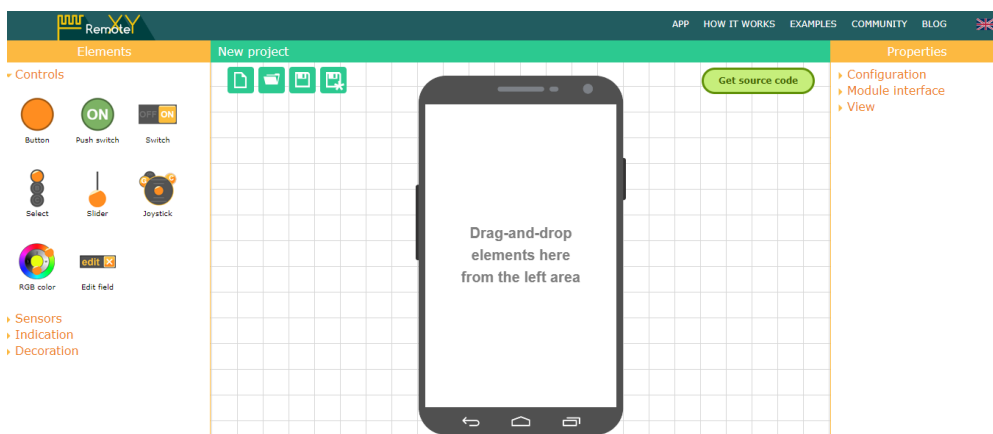 RemoteXY
APP HOW IT WORKS EXAMPLES COMMUNITY BLOG
Elements
New project
Properties
Controls
ON
OFF ON
Button
Push switch
Switch
Select
Slider
Joystick
edit
RGB color
Edit field
Sensors
Indication
Decoration
Get source code
Drag-and-drop
elements here
from the left area
Configuration
Module interface
View